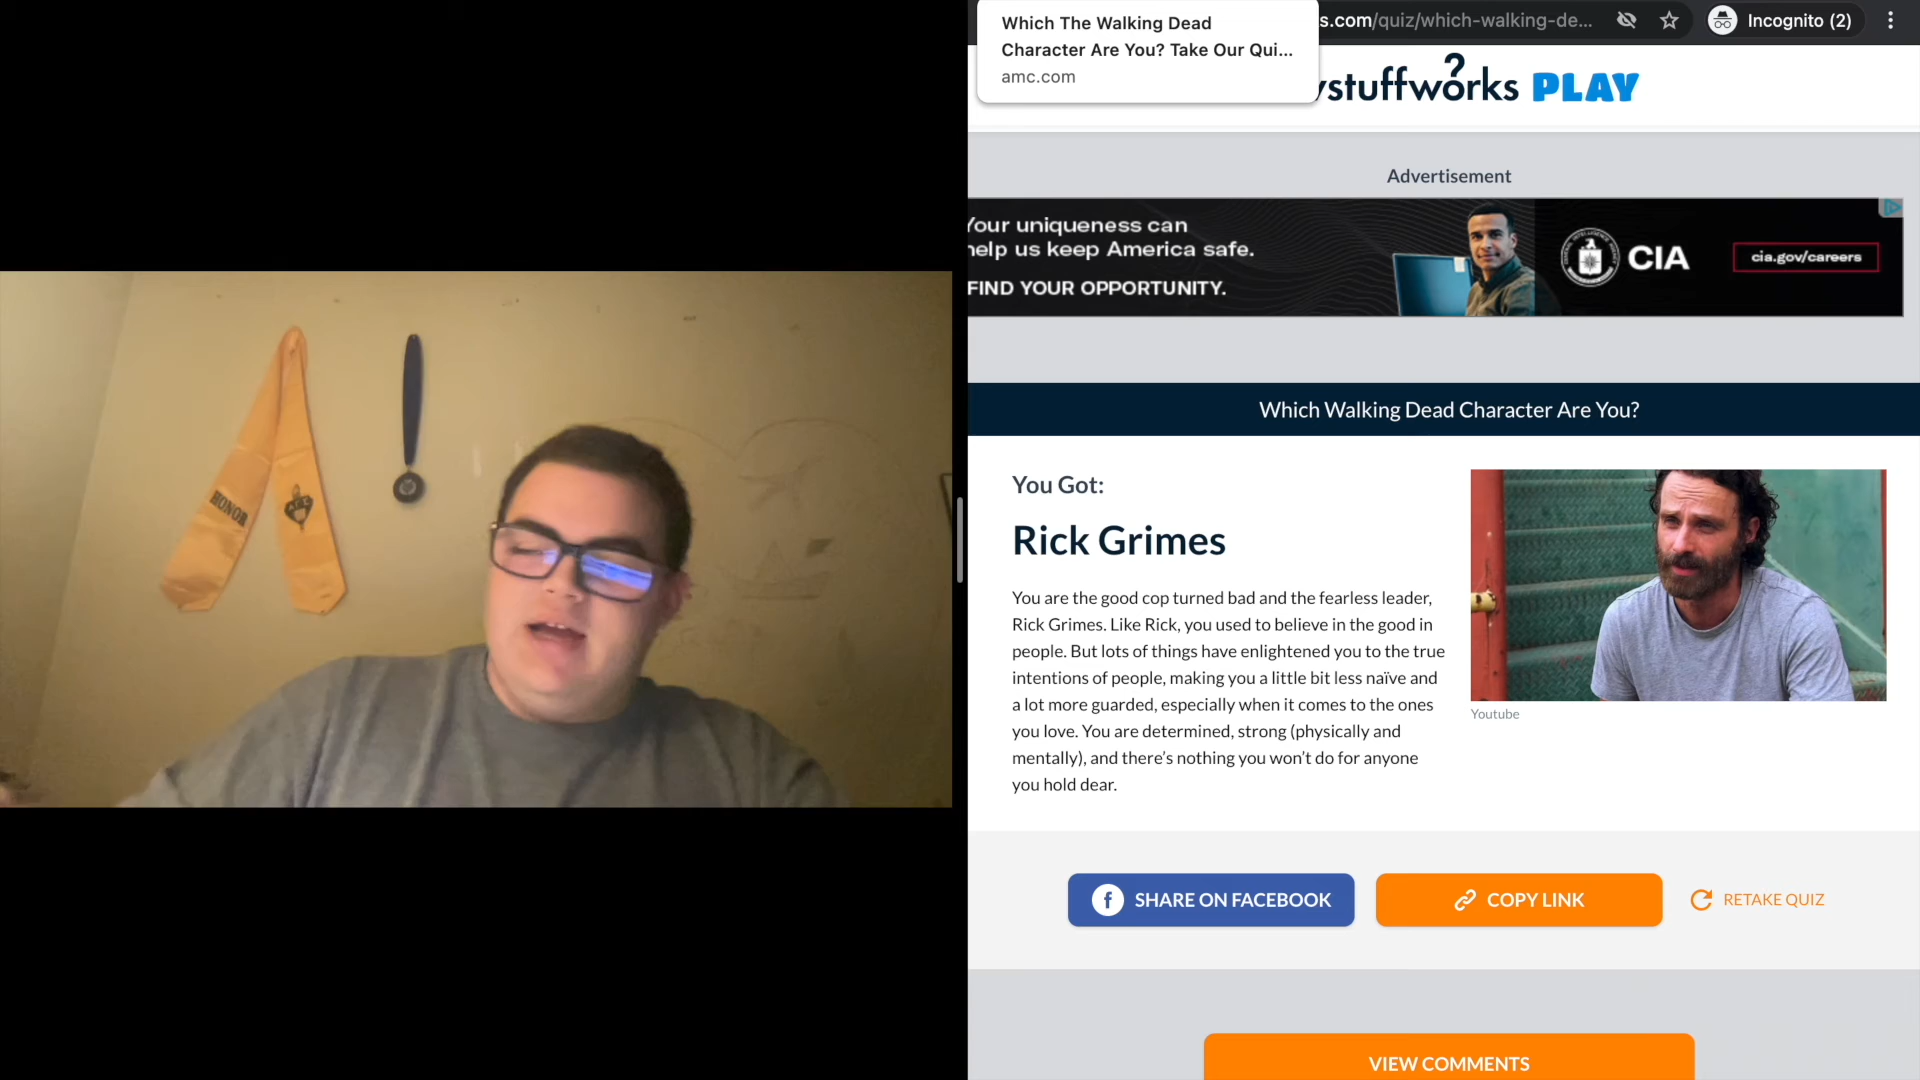 Which The Walking Dead
Character Are You? Take Our Qui...
amc.com
s.com/quiz/which-walking-de...
Incognito (2)
stuffworks PLAY
Advertisement
Your uniqueness can
help us keep America safe.
FIND YOUR OPPORTUNITY.
CIA
cia.gov/careers
Which Walking Dead Character Are You?
HONOR
You Got:
Rick Grimes
You are the good cop turned bad and the fearless leader,
Rick Grimes. Like Rick, you used to believe in the good in
people. But lots of things have enlightened you to the true
intentions of people, making you a little bit less naïve and
a lot more guarded, especially when it comes to the ones
you love. You are determined, strong (physically and
mentally), and there’s nothing you won’t do for anyone
you hold dear.
Youtube
SHARE ON FACEBOOK
COPY LINK
RETAKE QUIZ
VIEW COMMENTS